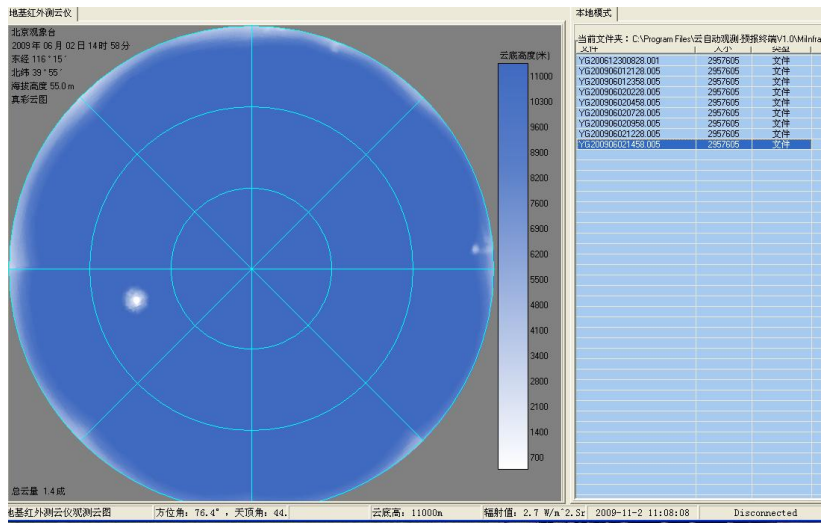 地基红外测云仪
本地模式
北京观象台
2009 年 06 月 02 日 14 时 58 分
东经 116 ° 15 ′
北纬 39 ° 55 ′
海拔高度 55.0 m
真彩云图
云底高度(米)
11000
10300
9600
8900
8200
7600
6900
6200
5500
4800
4100
3400
2800
2100
1400
700
总云量 1.4 成
当前文件夹：C:\Program Files\云自动观测·预报终端V1.0\MiInfra
文件 大小 类型
YG200612300828.001 2957605 文件
YG200906012128.005 2957605 文件
YG200906012358.005 2957605 文件
YG200906020228.005 2957605 文件
YG200906020458.005 2957605 文件
YG200906020728.005 2957605 文件
YG200906020958.005 2957605 文件
YG200906021228.005 2957605 文件
YG200906021458.005 2957605 文件
地基红外测云仪观测云图 方位角：76.4°，天顶角：44. 云底高：11000m 辐射值：2.7 W/m^2.Sr 2009-11-2 11:08:08 Disconnected